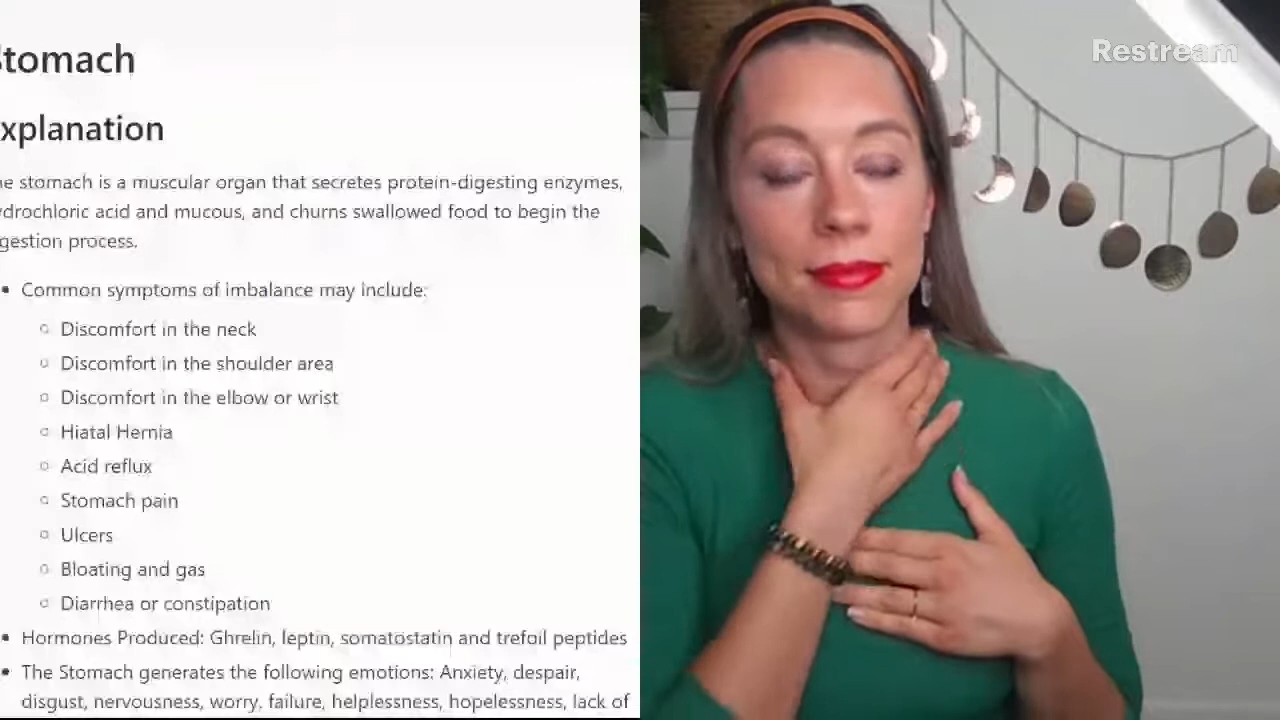 Stomach
xplanation
he stomach is a muscular organ that secretes protein-digesting enzymes,
ydrochloric acid and mucous, and churns swallowed food to begin the
gestion process.
• Common symptoms of imbalance may include:
○ Discomfort in the neck
○ Discomfort in the shoulder area
○ Discomfort in the elbow or wrist
○ Hiatal Hernia
○ Acid reflux
○ Stomach pain
○ Ulcers
○ Bloating and gas
○ Diarrhea or constipation
• Hormones Produced: Ghrelin, leptin, somatostatin and trefoil peptides
• The Stomach generates the following emotions: Anxiety, despair,
disgust, nervousness, worry, failure, helplessness, hopelessness, lack of
Restream